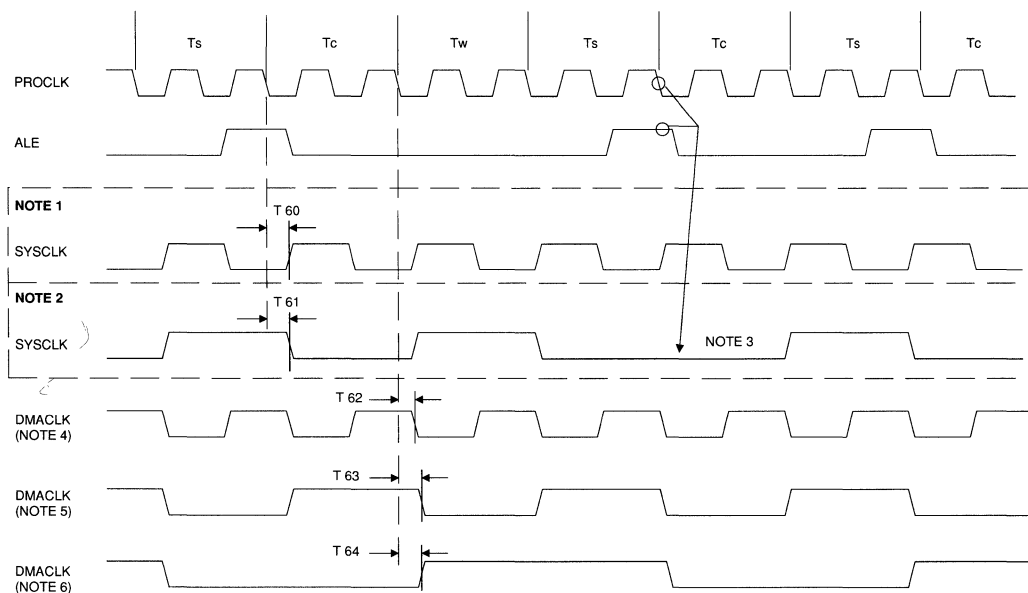 Ts Tc Tw Ts Tc Ts Tc
PROCLK
ALE
NOTE 1
T 60
SYSCLK
NOTE 2
T 61
SYSCLK
NOTE 3
T 62
DMACLK
(NOTE 4)
T 63
DMACLK
(NOTE 5)
T 64
DMACLK
(NOTE 6)